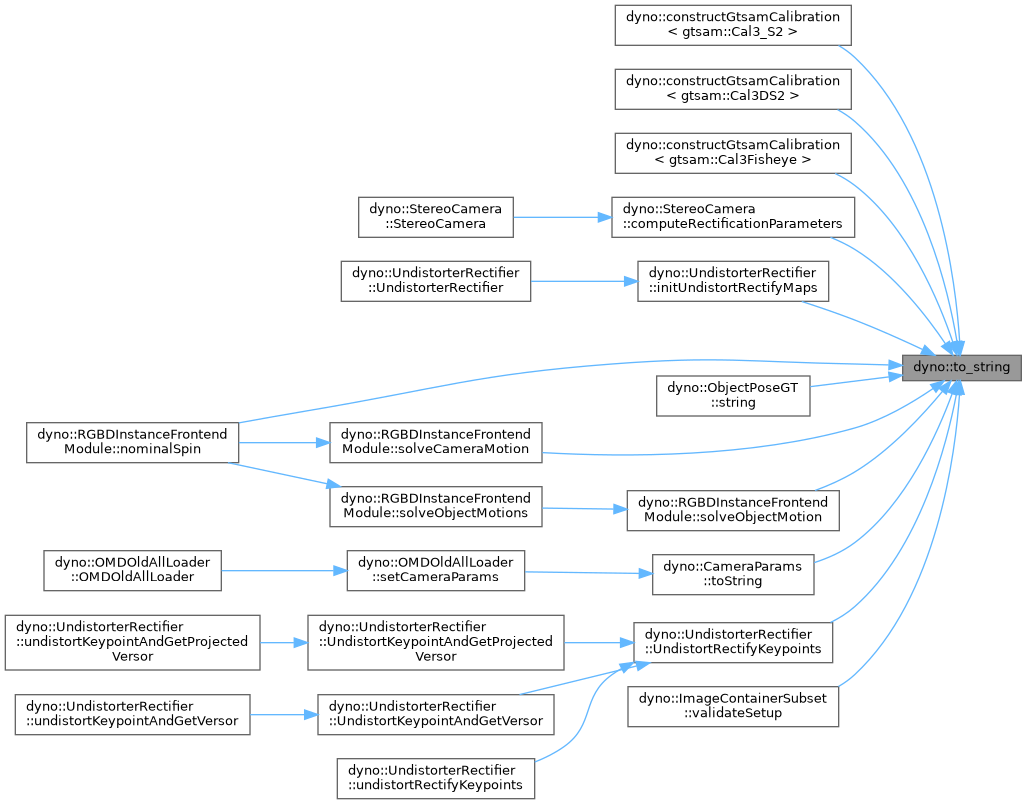 dyno::constructGtsamCalibration
< gtsam::Cal3_S2 >
dyno::constructGtsamCalibration
< gtsam::Cal3DS2 >
dyno::constructGtsamCalibration
< gtsam::Cal3Fisheye >
dyno::StereoCamera
::StereoCamera
dyno::StereoCamera
::computeRectificationParameters
dyno::UndistorterRectifier
::UndistorterRectifier
dyno::UndistorterRectifier
::initUndistortRectifyMaps
dyno::to_string
dyno::ObjectPoseGT
::string
dyno::RGBDInstanceFrontend
Module::nominalSpin
dyno::RGBDInstanceFrontend
Module::solveCameraMotion
dyno::RGBDInstanceFrontend
Module::solveObjectMotions
dyno::RGBDInstanceFrontend
Module::solveObjectMotion
dyno::OMDOldAllLoader
::OMDOldAllLoader
dyno::OMDOldAllLoader
::setCameraParams
dyno::CameraParams
::toString
dyno::UndistorterRectifier
::undistortKeypointAndGetProjected
Versor
dyno::UndistorterRectifier
::UndistortKeypointAndGetProjected
Versor
dyno::UndistorterRectifier
::UndistortRectifyKeypoints
dyno::UndistorterRectifier
::undistortKeypointAndGetVersor
dyno::UndistorterRectifier
::UndistortKeypointAndGetVersor
dyno::ImageContainerSubset
::validateSetup
dyno::UndistorterRectifier
::undistortRectifyKeypoints